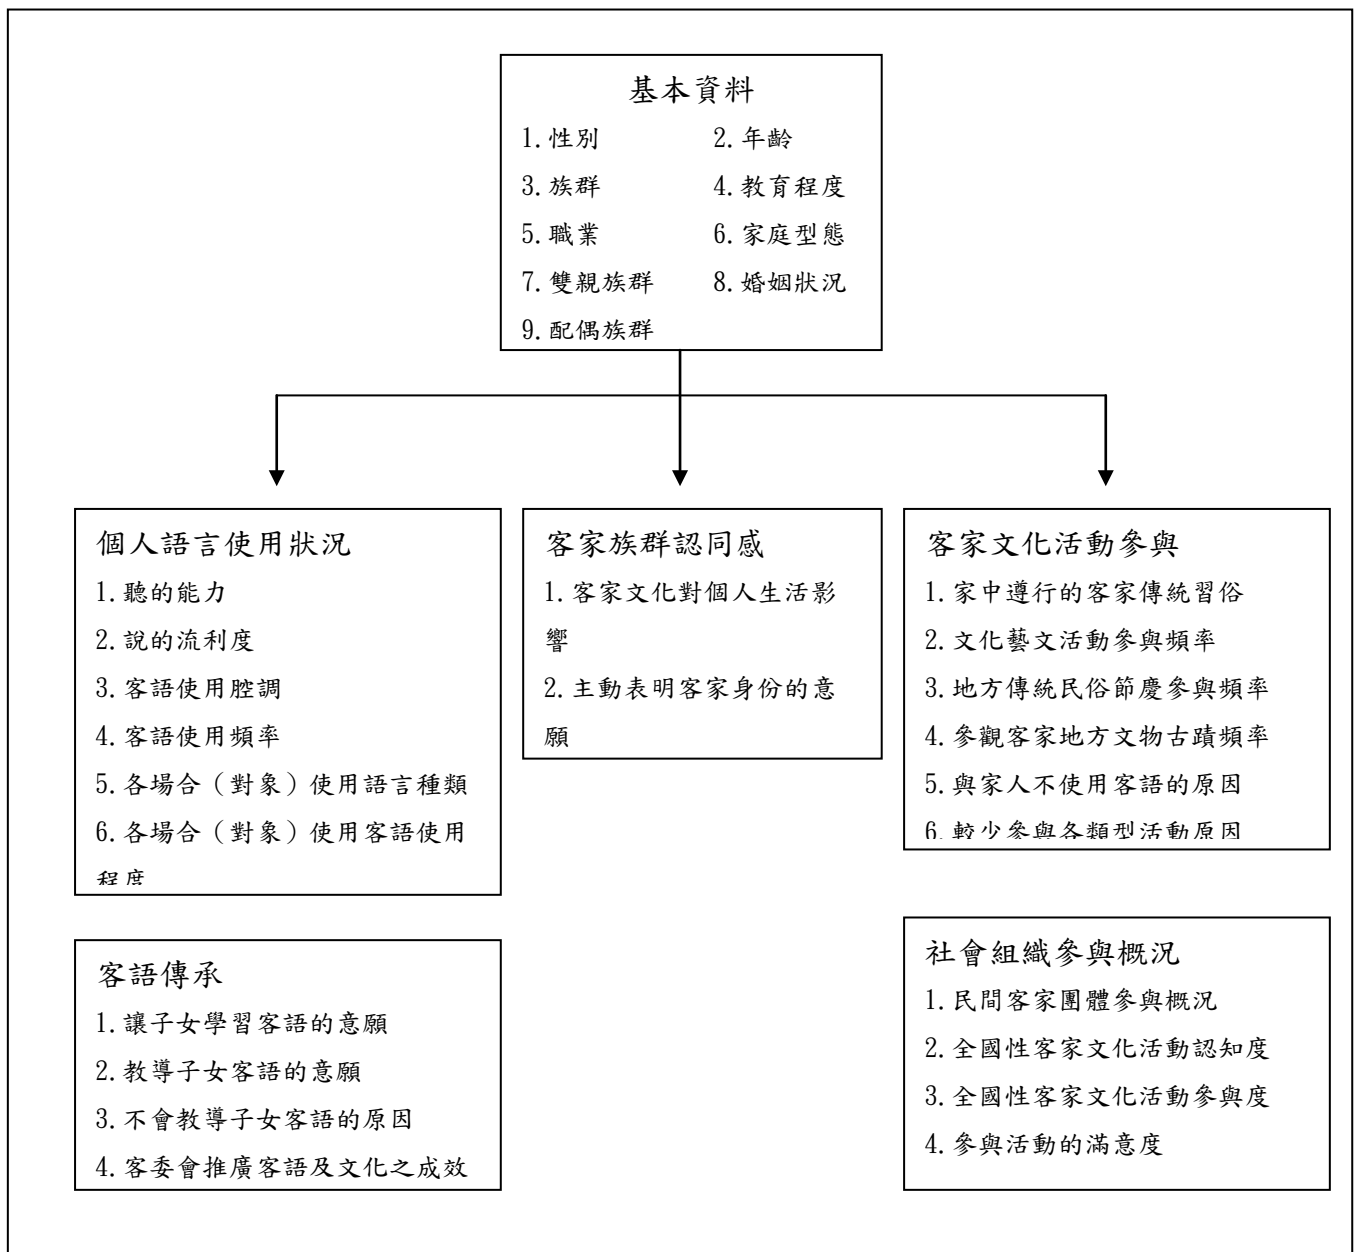 基本資料
1.性別 2.年齡
3.族群 4.教育程度
5.職業 6.家庭型態
7.雙親族群 8.婚姻狀況
9.配偶族群
個人語言使用狀況
1.聽的能力
2.說的流利度
3.客語使用腔調
4.客語使用頻率
5.各場合（對象）使用語言種類
6.各場合（對象）使用客語使用
程度
客家族群認同感
1.客家文化對個人生活影
響
2.主動表明客家身份的意
願
客家文化活動參與
1.家中遵行的客家傳統習俗
2.文化藝文活動參與頻率
3.地方傳統民俗節慶參與頻率
4.參觀客家地方文物古蹟頻率
5.與家人不使用客語的原因
6.較少參與各類型活動原因
客語傳承
1.讓子女學習客語的意願
2.教導子女客語的意願
3.不會教導子女客語的原因
4.客委會推廣客語及文化之成效
社會組織參與概況
1.民間客家團體參與概況
2.全國性客家文化活動認知度
3.全國性客家文化活動參與度
4.參與活動的滿意度